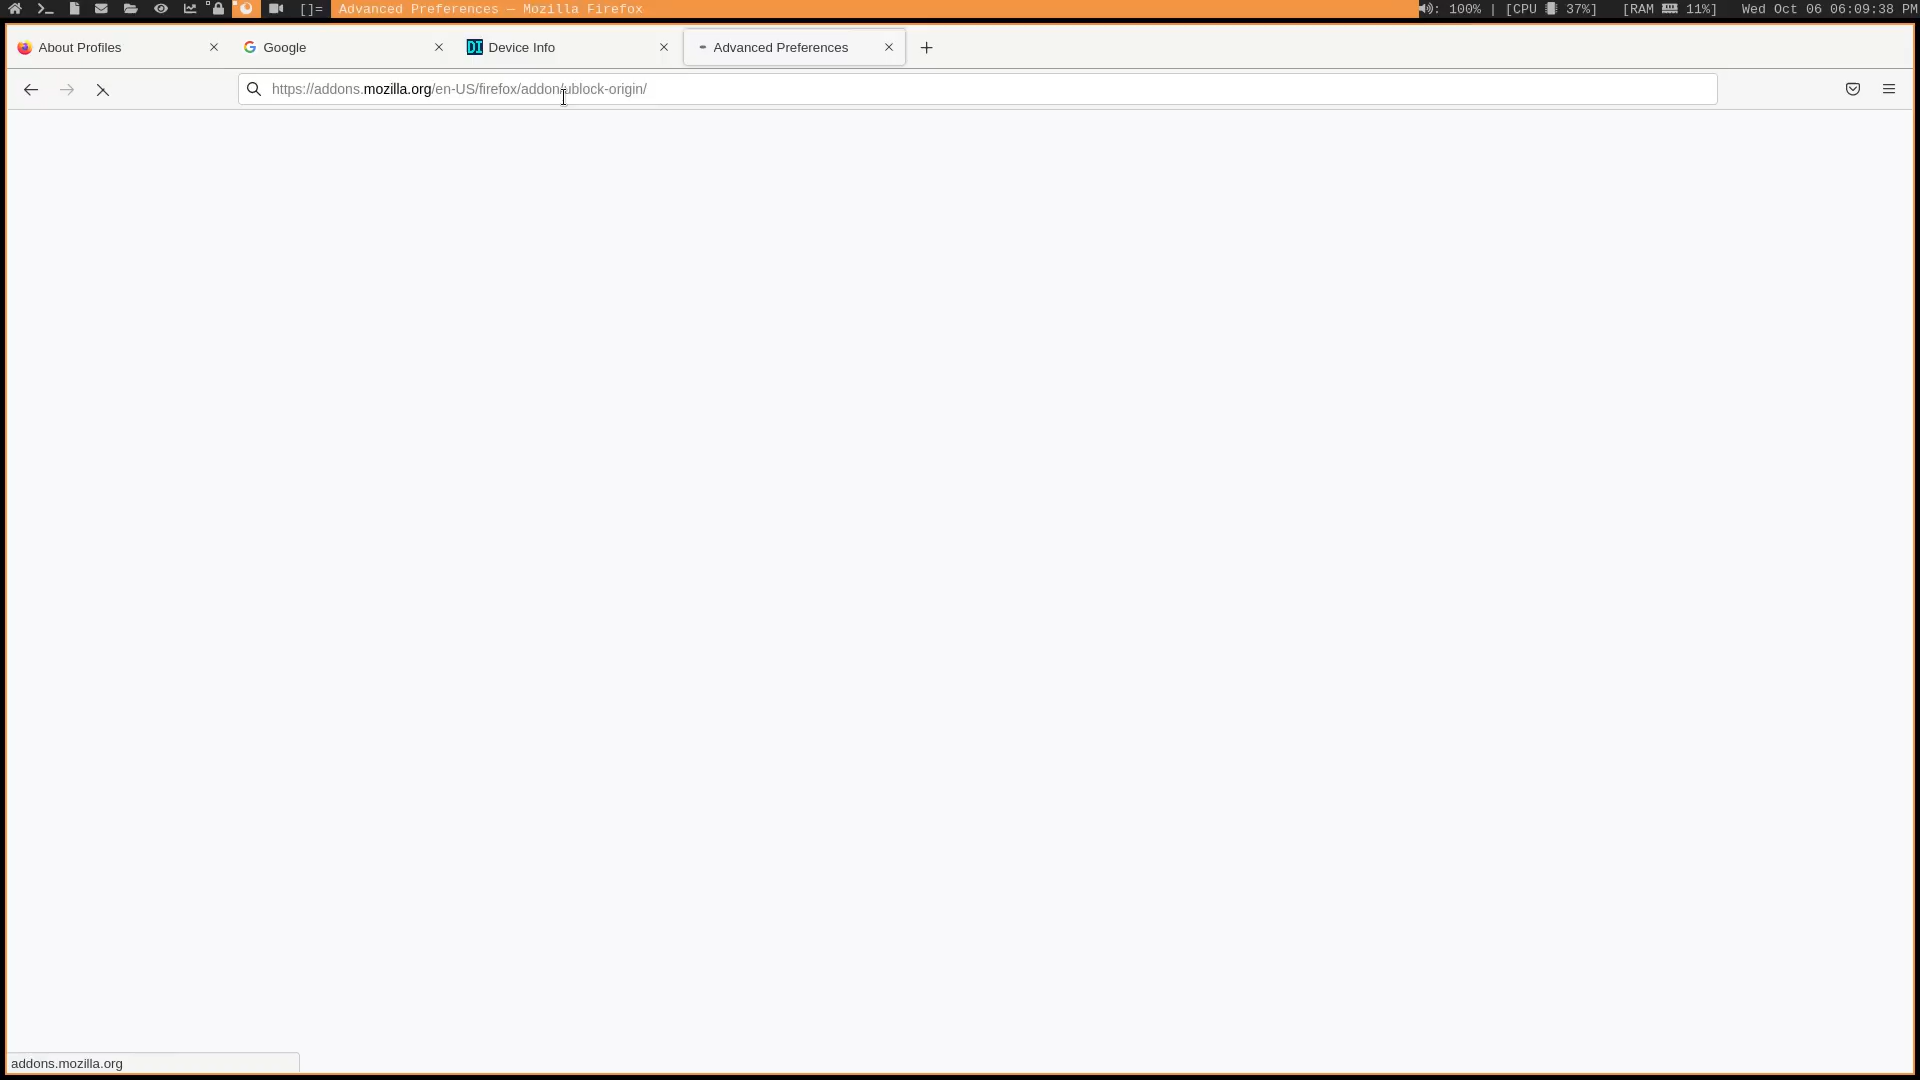 []= Advanced Preferences — Mozilla Firefox : 100% | [CPU 37%] [RAM 11%] Wed Oct 06 06:09:38 PM
About Profiles Google DI Device Info Advanced Preferences
https://addons.mozilla.org/en-US/firefox/addon/ublock-origin/
addons.mozilla.org